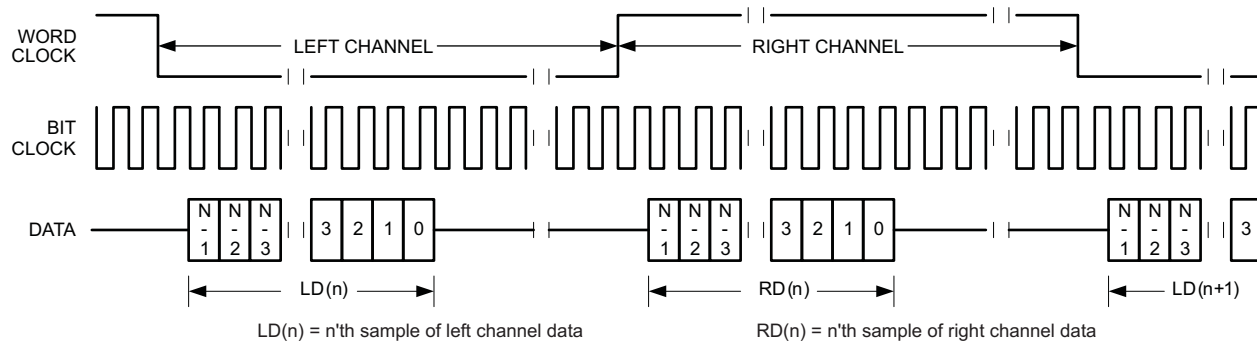 WORD
CLOCK
LEFT CHANNEL
RIGHT CHANNEL
BIT
CLOCK
DATA
N-1 N-2 N-3 3 2 1 0
N-1 N-2 N-3 3 2 1 0
N-1 N-2 N-3 3
LD(n)
RD(n)
LD(n+1)
LD(n) = n'th sample of left channel data
RD(n) = n'th sample of right channel data